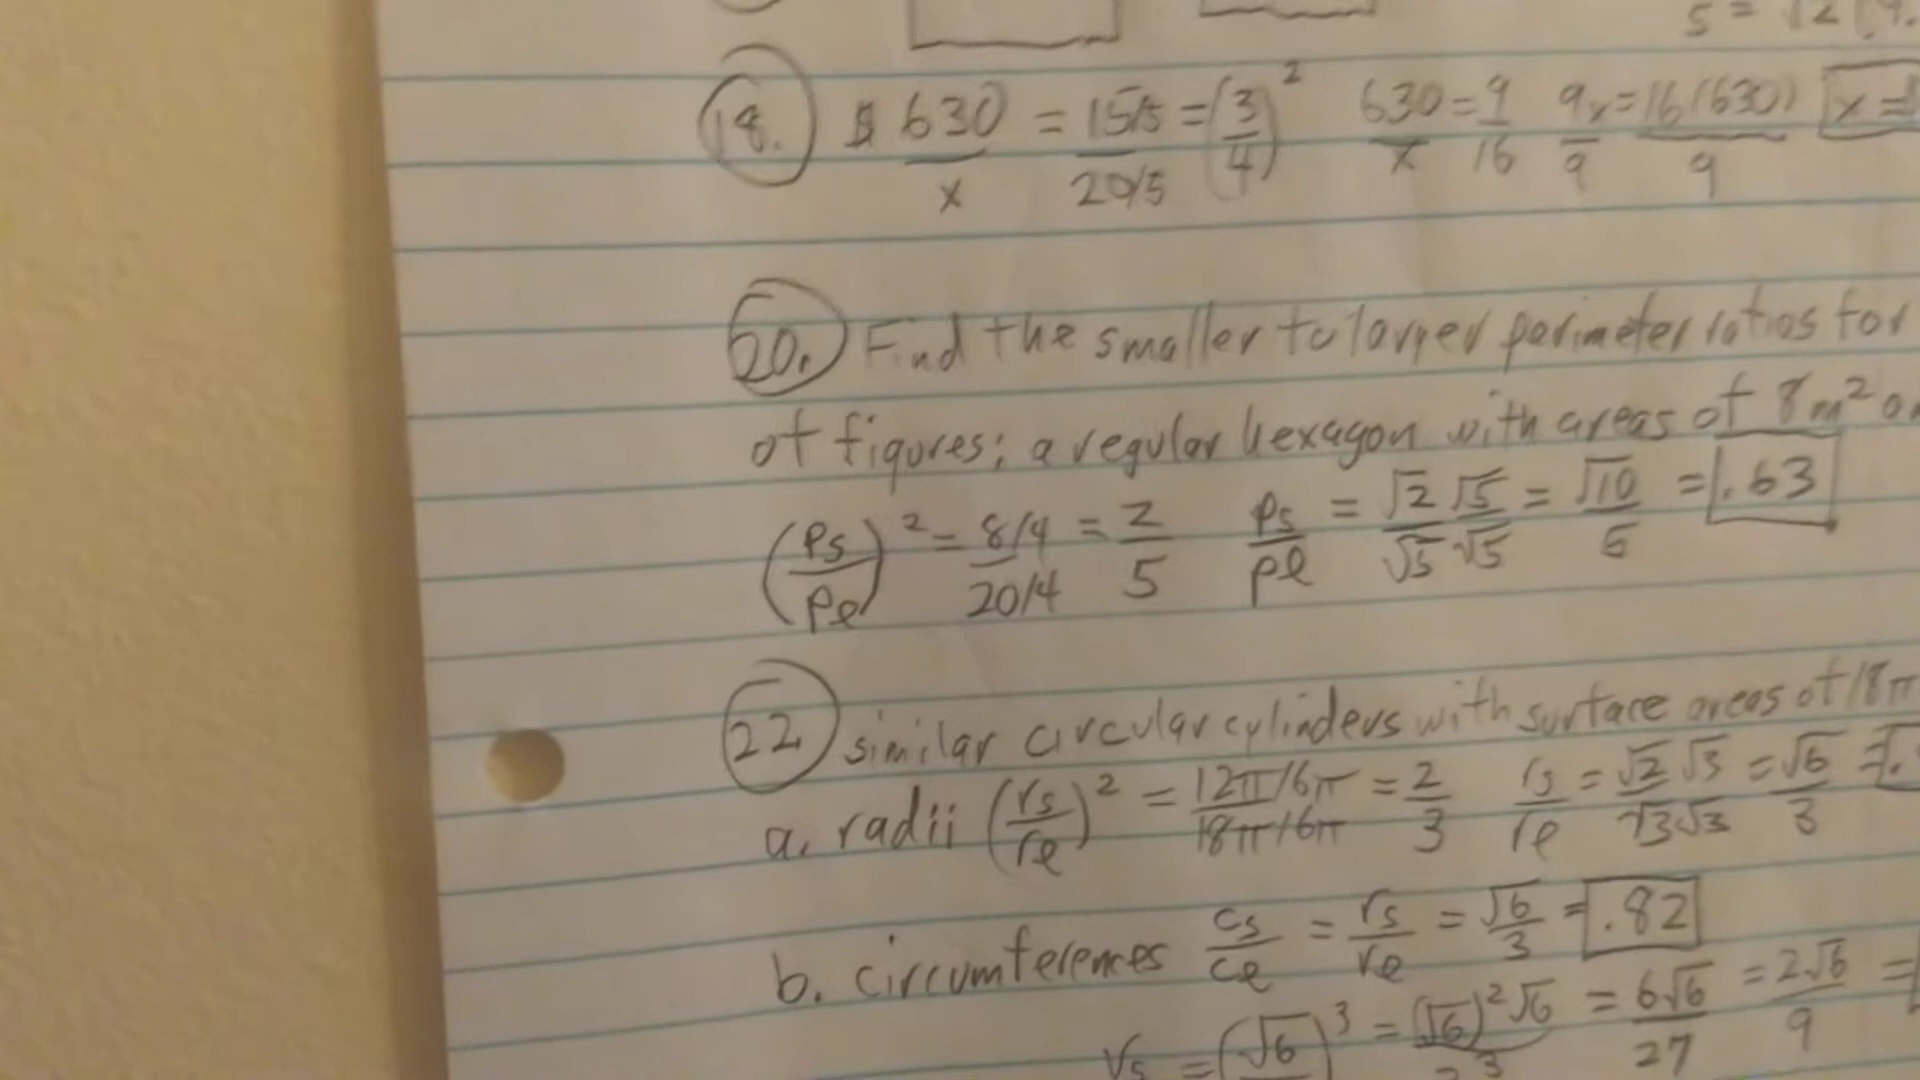 5 = √2
18. $ 630/x = 15/5 / 20/5 = (3/4)² 630/x = 9/16 9x/9 = 16(630)/9 x =
20. Find the smaller to larger perimeter ratios for
of figures; a regular hexagon with areas of 8m²
(Ps/Pl)² = 8/4 / 20/4 = 2/5 Ps/Pl = √2 √5 / √5 √5 = √10/5 = .63
22. similar circular cylinders with surface areas of 18π
a. radii (rs/rl)² = 12π/6π / 18π/6π = 2/3 rs/rl = √2 √3 / √3 √3 = √6/3 = .
b. circumferences cs/cl = rs/rl = √6/3 = .82
Vs = (√6)³ = (√6)²√6 / 3³ = 6√6/27 = 2√6/9 =